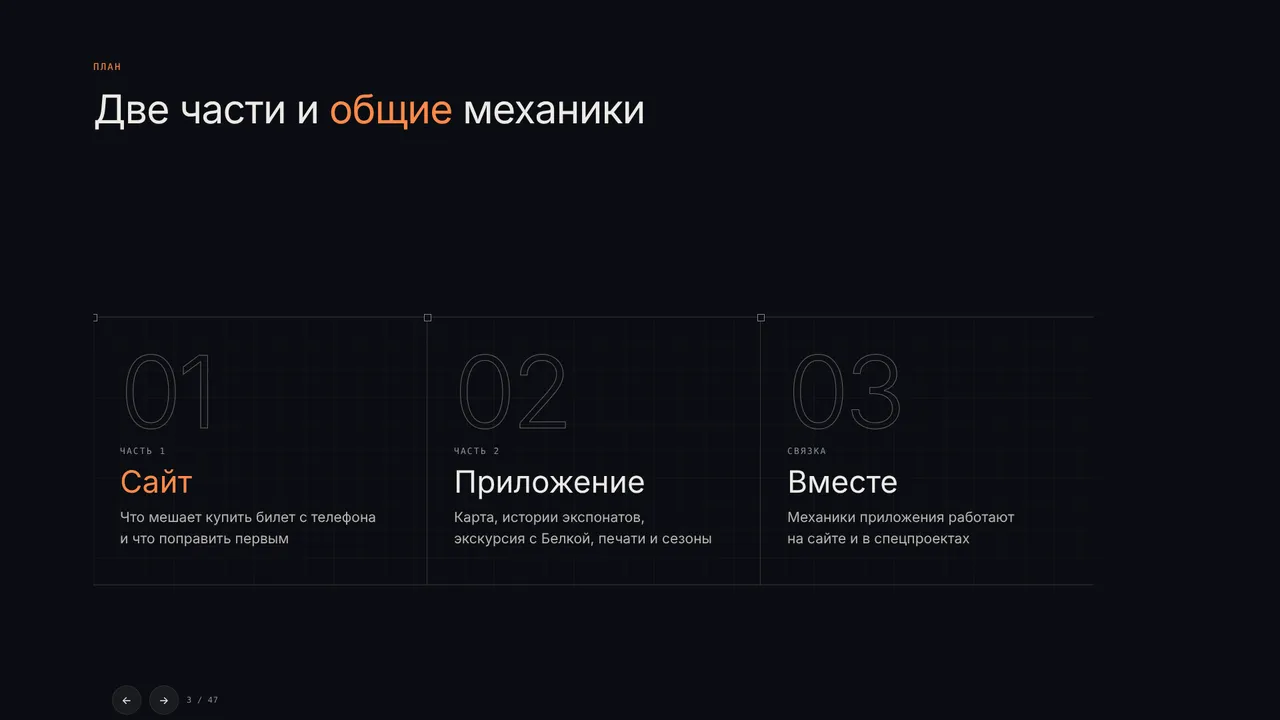 ПЛАН
Две части и общие механики
01
ЧАСТЬ 1
Сайт
Что мешает купить билет с телефона
и что поправить первым
02
ЧАСТЬ 2
Приложение
Карта, истории экспонатов,
экскурсия с Белкой, печати и сезоны
03
СВЯЗКА
Вместе
Механики приложения работают
на сайте и в спецпроектах
← → 3 / 47